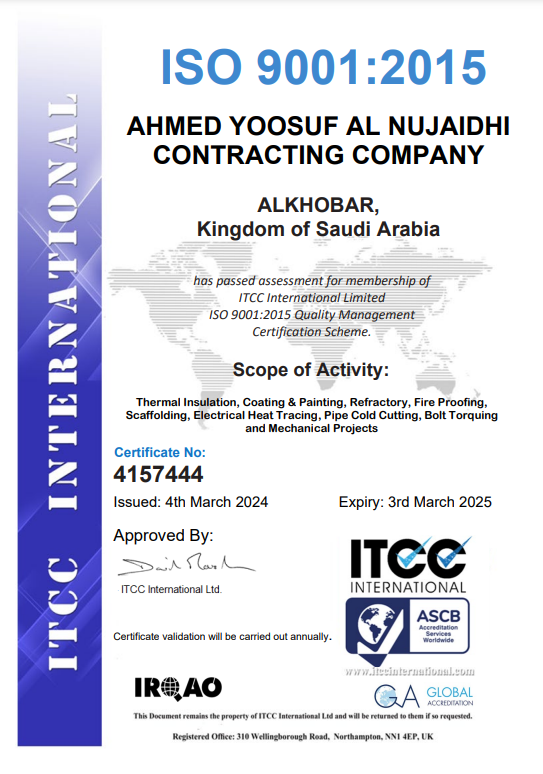 ITCC INTERNATIONAL
ISO 9001:2015
AHMED YOOSUF AL NUJAIDHI
CONTRACTING COMPANY
ALKHOBAR,
Kingdom of Saudi Arabia
has passed assessment for membership of
ITCC International Limited
ISO 9001:2015 Quality Management
Certification Scheme.
Scope of Activity:
Thermal Insulation, Coating & Painting, Refractory, Fire Proofing,
Scaffolding, Electrical Heat Tracing, Pipe Cold Cutting, Bolt Torquing
and Mechanical Projects
Certificate No:
4157444
Issued: 4th March 2024
Expiry: 3rd March 2025
Approved By:
ITCC International Ltd.
ITCC
INTERNATIONAL
ASCB
Accreditation
Services
Worldwide
Certificate validation will be carried out annually.
www.itccinternational.com
IRQAO
GA GLOBAL
ACCREDITATION
This Document remains the property of ITCC International Ltd and will be returned to them if so requested.
Registered Office: 310 Wellingborough Road, Northampton, NN1 4EP, UK